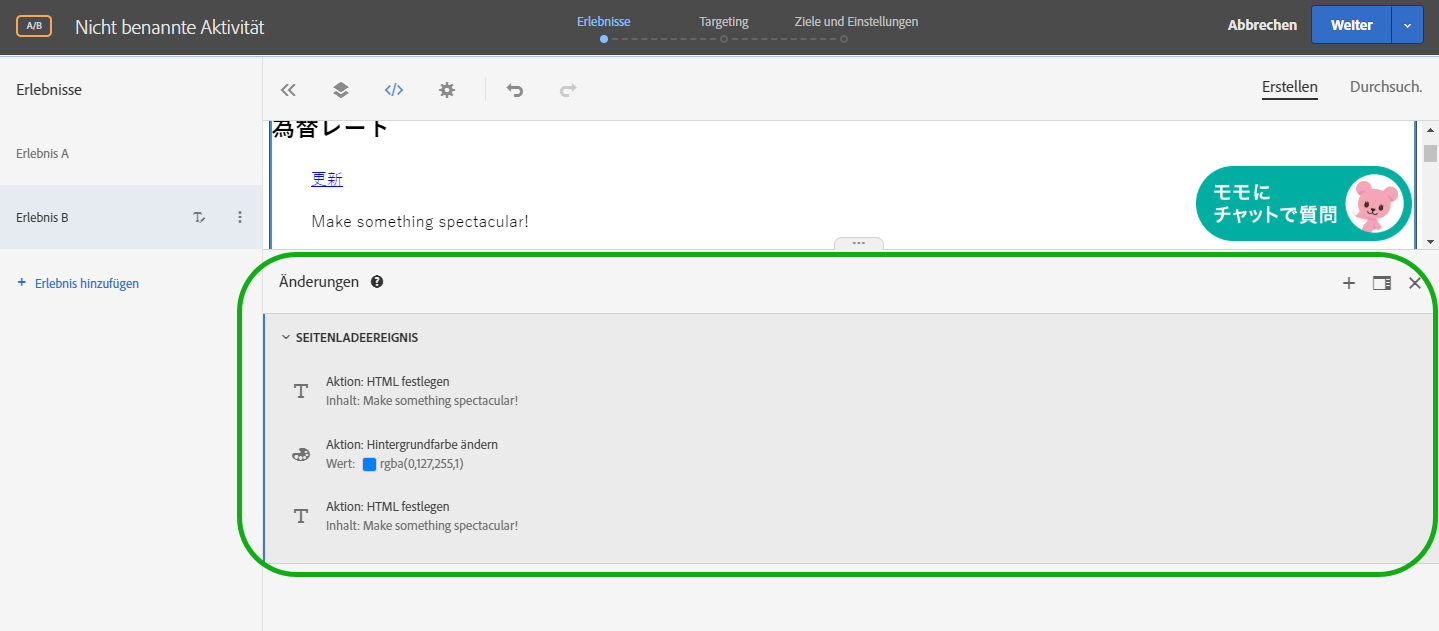 A/B
Nicht benannte Aktivität
Erlebnisse
Targeting
Ziele und Einstellungen
Abbrechen
Weiter
Erlebnisse
Erstellen
Durchsuch.
Erlebnis A
Erlebnis B
Erlebnis hinzufügen
為替レート
更新
Make something spectacular!
モモに
チャットで質問
Änderungen
SEITENLADEEREIGNIS
Aktion: HTML festlegen
Inhalt: Make something spectacular!
Aktion: Hintergrundfarbe ändern
Wert: rgba(0,127,255,1)
Aktion: HTML festlegen
Inhalt: Make something spectacular!